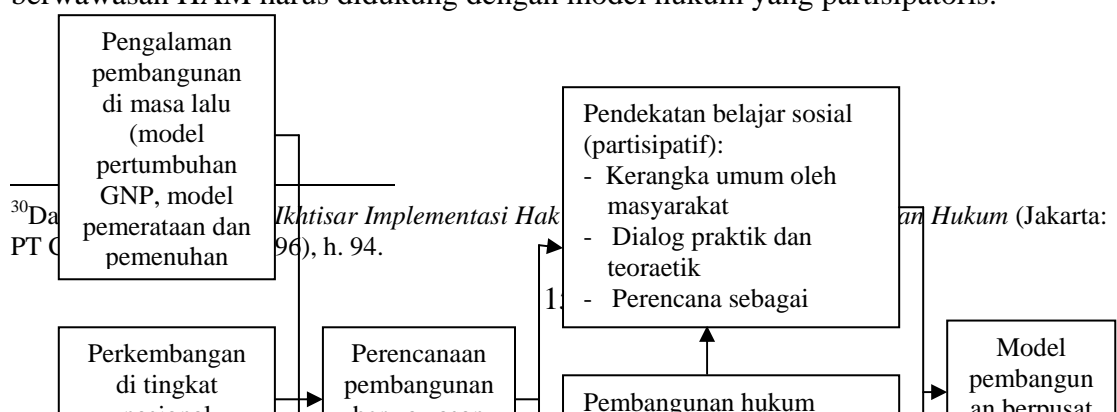 berwawasan HAM harus didukung dengan model hukum yang partisipatoris.
Pengalaman
pembangunan
di masa lalu
(model
pertumbuhan
GNP, model
pemerataan dan
pemenuhan
Pendekatan belajar sosial
(partisipatif):
- Kerangka umum oleh
masyarakat
- Dialog praktik dan
teoraetik
- Perencana sebagai
30Da Ikhtisar Implementasi Hak an Hukum (Jakarta:
PT 96), h. 94.
Perkembangan
di tingkat
Perencanaan
pembangunan
Pembangunan hukum
Model
pembangun
an berpusat